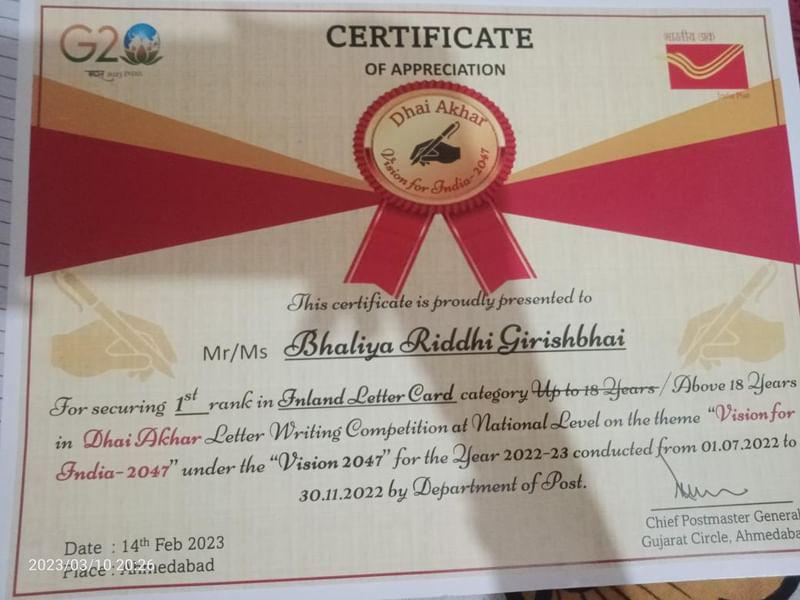 G20
भारत 2023 INDIA
CERTIFICATE
OF APPRECIATION
भारतीय डाक
India Post
Dhai Akhar
Vision for India-2047
This certificate is proudly presented to
Mr/Ms Bhaliya Riddhi Girishbhai
For securing 1st rank in Inland Letter Card category Up to 18 Years / Above 18 Years
in Dhai Akhar Letter Writing Competition at National Level on the theme "Vision for
India-2047" under the "Vision 2047" for the Year 2022-23 conducted from 01.07.2022 to
30.11.2022 by Department of Post.
Chief Postmaster General
Gujarat Circle, Ahmedaba
Date : 14th Feb 2023
2023/03/10 20:26
Place : Ahmedabad